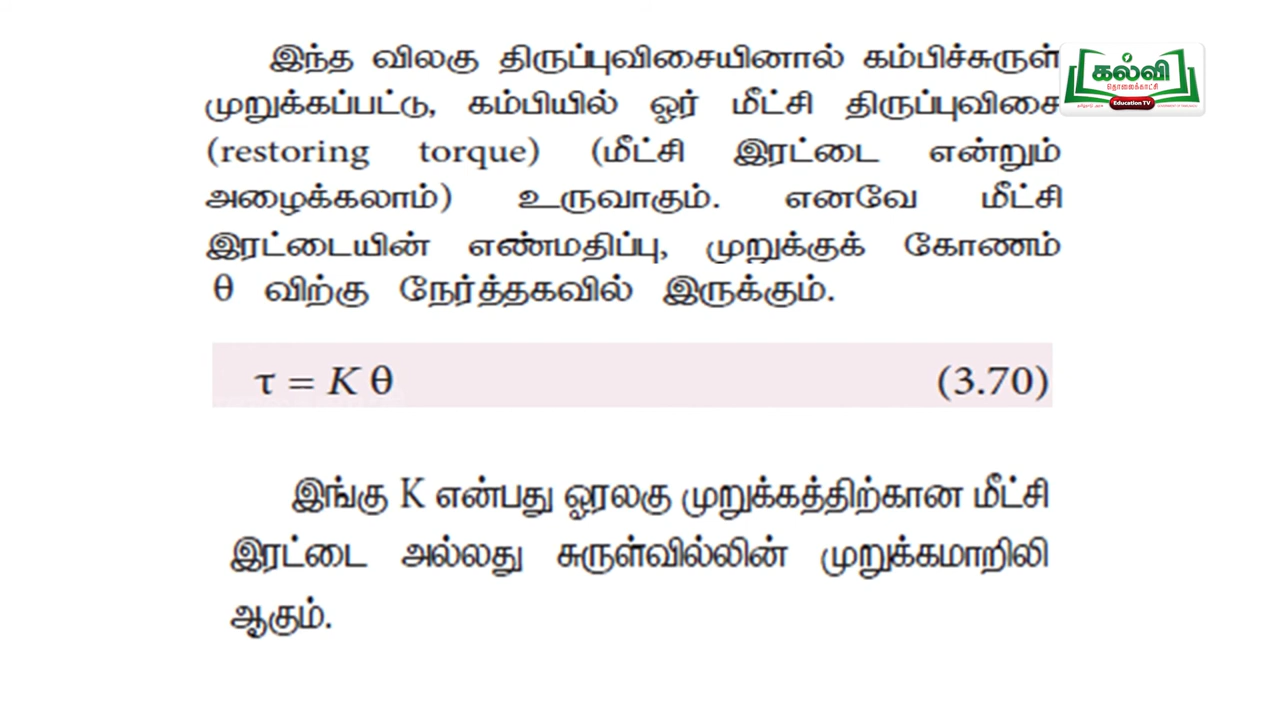 இந்த விலகு திருப்புவிசையினால் கம்பிச்சுருள்
முறுக்கப்பட்டு, கம்பியில் ஓர் மீட்சி திருப்புவிசை
(restoring torque) (மீட்சி இரட்டை என்றும்
அழைக்கலாம்) உருவாகும். எனவே மீட்சி
இரட்டையின் எண்மதிப்பு, முறுக்குக் கோணம்
θ விற்கு நேர்த்தகவில் இருக்கும்.
τ = K θ (3.70)
இங்கு K என்பது ஓரலகு முறுக்கத்திற்கான மீட்சி
இரட்டை அல்லது சுருள்வில்லின் முறுக்கமாறிலி
ஆகும்.
கல்வி
தொலைக்காட்சி
Education TV